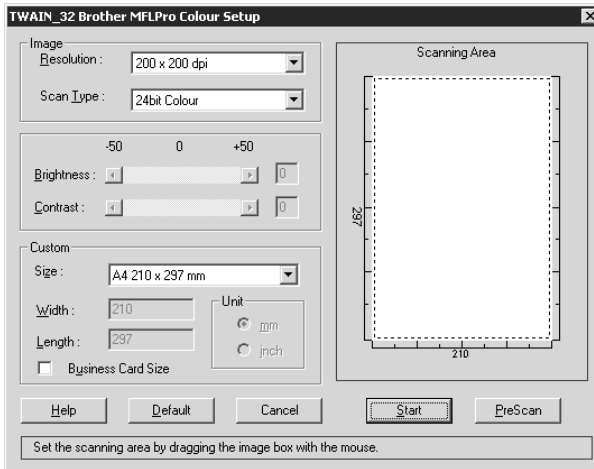 TWAIN_32 Brother MFLPro Colour Setup
Image
Resolution : 200 x 200 dpi
Scan Type : 24bit Colour
-50 0 +50
Brightness : 0
Contrast : 0
Custom
Size : A4 210 x 297 mm
Width : 210
Length : 297
Unit
mm
inch
Business Card Size
Scanning Area
297
210
Help Default Cancel Start PreScan
Set the scanning area by dragging the image box with the mouse.